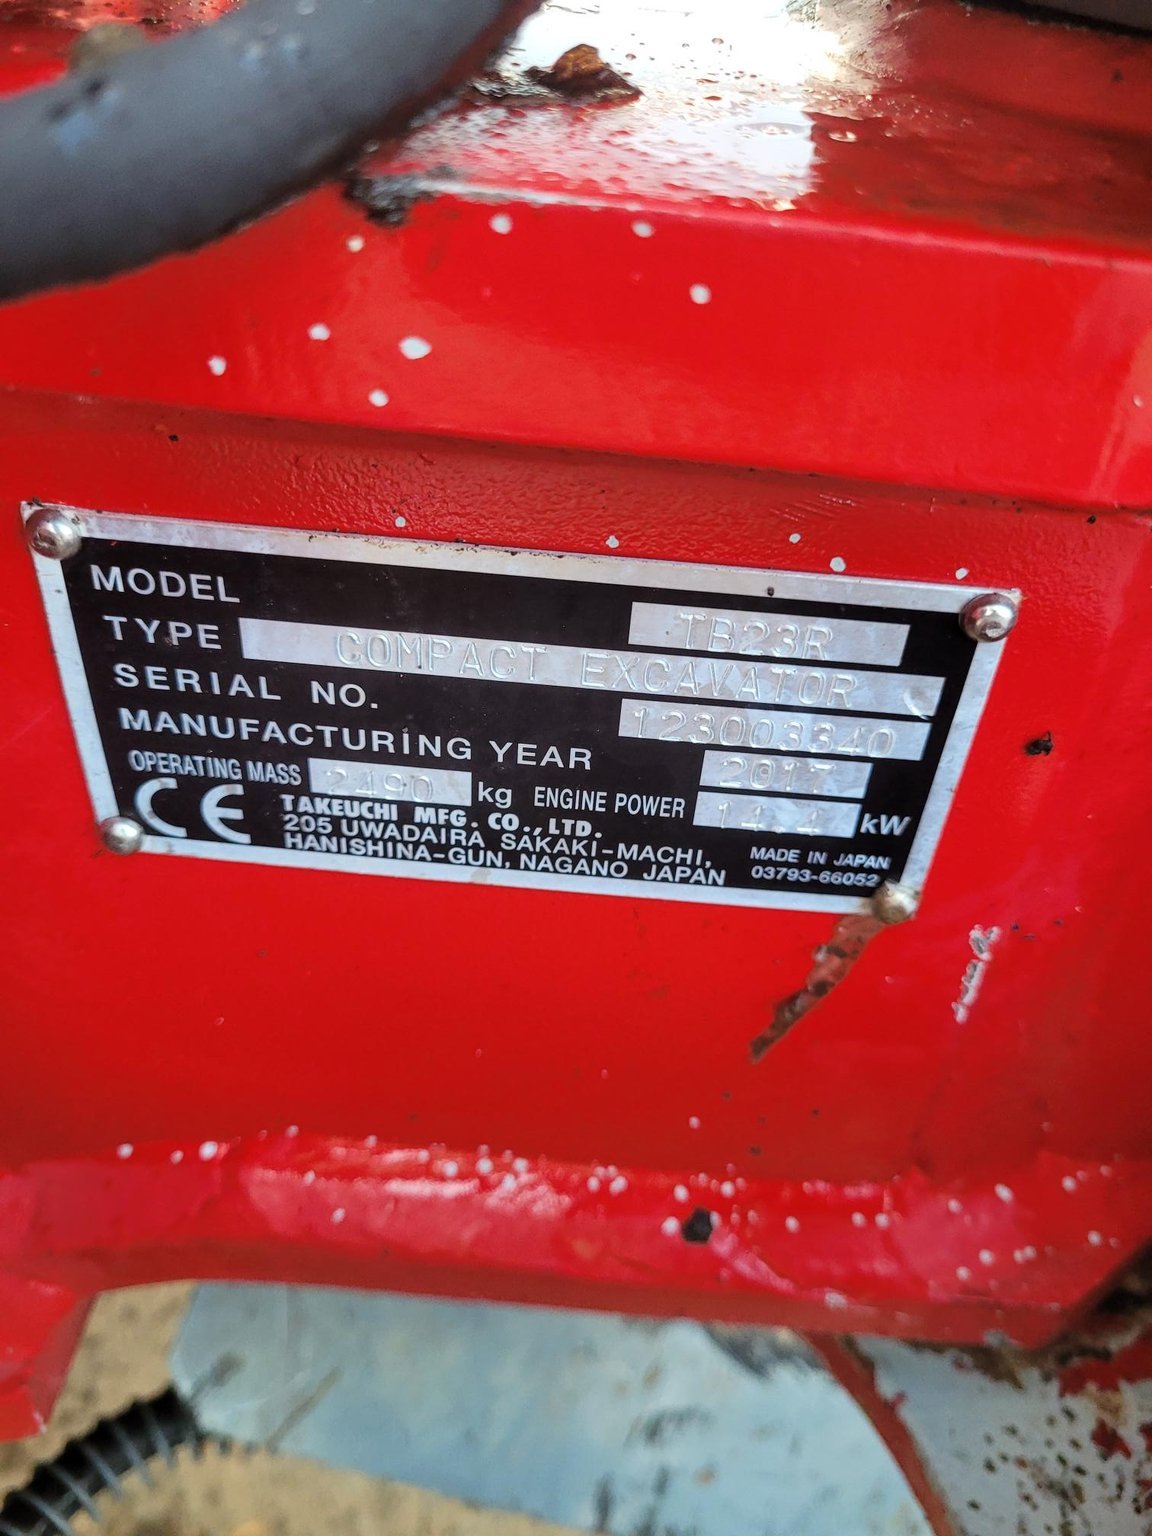 MODEL TB23R
TYPE COMPACT EXCAVATOR
SERIAL NO. 123003340
MANUFACTURING YEAR 2017
OPERATING MASS 2490 kg ENGINE POWER 14.4 kW
CE
TAKEUCHI MFG. CO., LTD.
205 UWADAIRA SAKAKI-MACHI,
HANISHINA-GUN, NAGANO JAPAN
MADE IN JAPAN
03793-66052